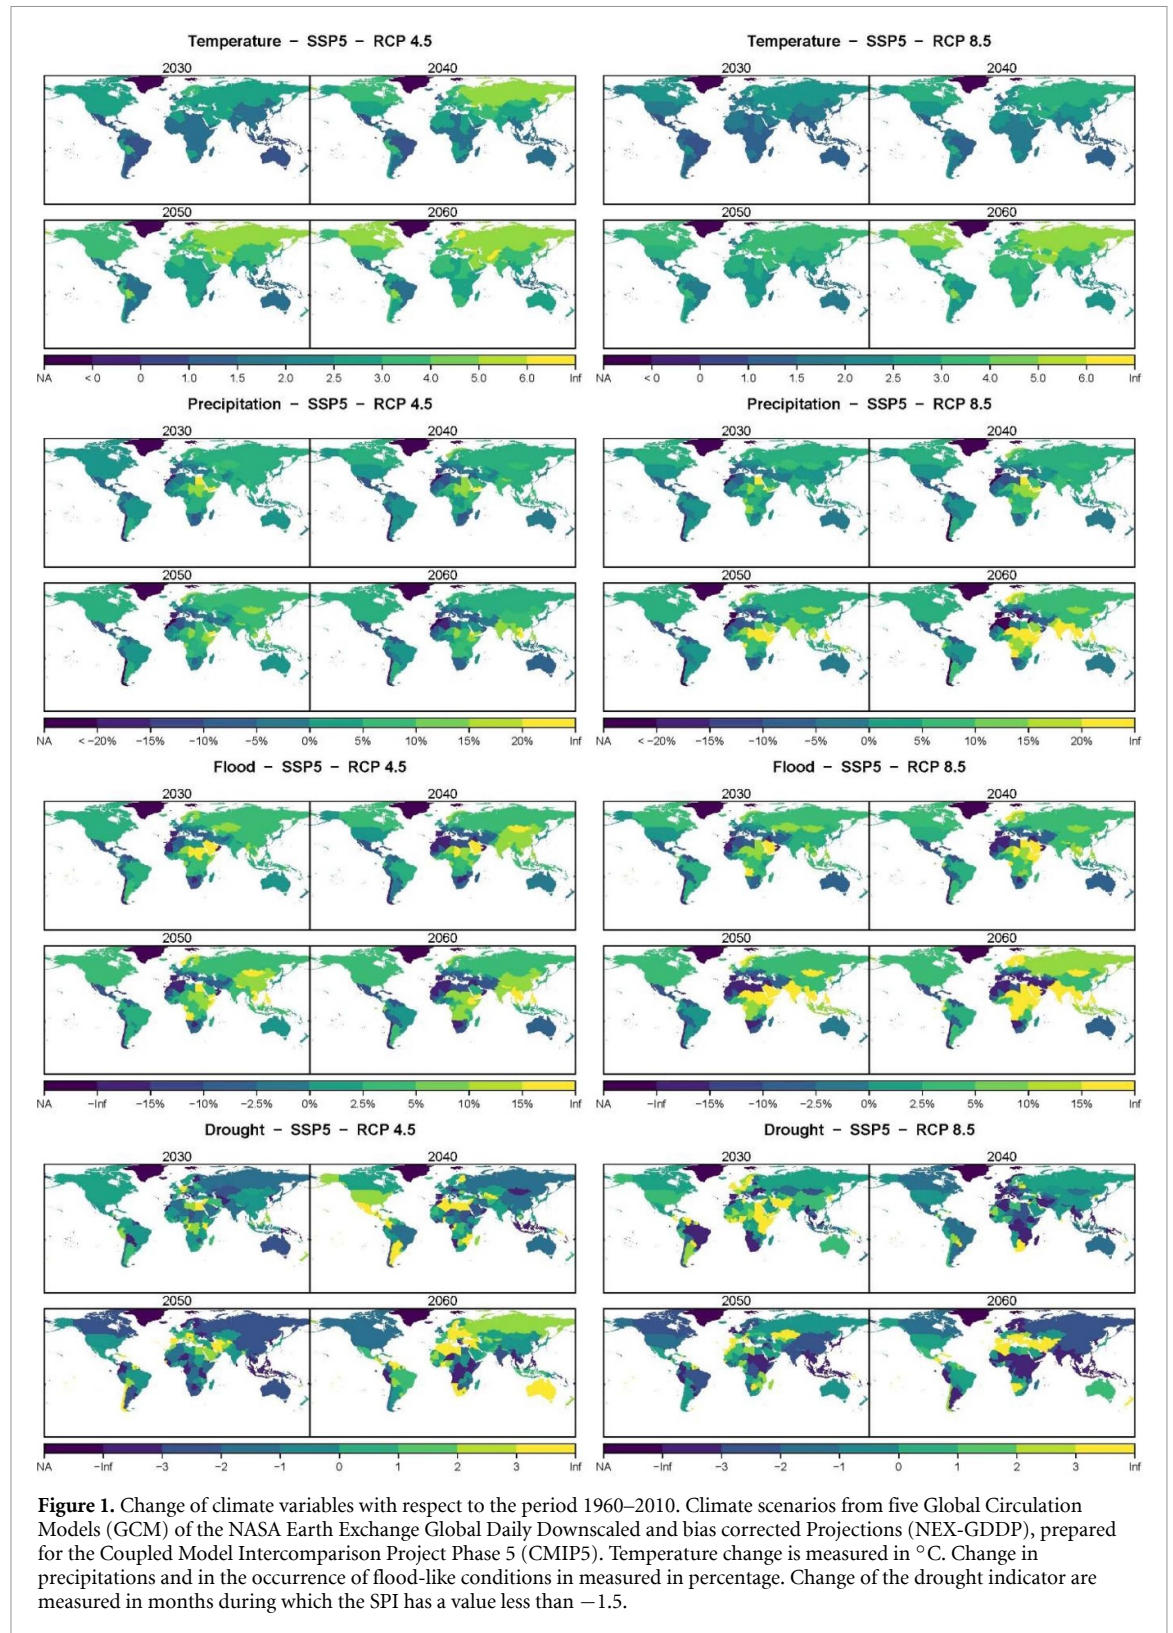 Temperature − SSP5 − RCP 4.5
2030 2040
2050 2060
NA < 0 0 1.0 1.5 2.0 2.5 3.0 4.0 5.0 6.0 Inf
Temperature − SSP5 − RCP 8.5
2030 2040
2050 2060
NA < 0 0 1.0 1.5 2.0 2.5 3.0 4.0 5.0 6.0 Inf
Precipitation − SSP5 − RCP 4.5
2030 2040
2050 2060
NA < −20% −15% −10% −5% 0% 5% 10% 15% 20% Inf
Precipitation − SSP5 − RCP 8.5
2030 2040
2050 2060
NA < −20% −15% −10% −5% 0% 5% 10% 15% 20% Inf
Flood − SSP5 − RCP 4.5
2030 2040
2050 2060
NA −Inf −15% −10% −2.5% 0% 2.5% 5% 10% 15% Inf
Flood − SSP5 − RCP 8.5
2030 2040
2050 2060
NA −Inf −15% −10% −2.5% 0% 2.5% 5% 10% 15% Inf
Drought − SSP5 − RCP 4.5
2030 2040
2050 2060
NA −Inf −3 −2 −1 0 1 2 3 Inf
Drought − SSP5 − RCP 8.5
2030 2040
2050 2060
NA −Inf −3 −2 −1 0 1 2 3 Inf
Figure 1. Change of climate variables with respect to the period 1960–2010. Climate scenarios from five Global Circulation
Models (GCM) of the NASA Earth Exchange Global Daily Downscaled and bias corrected Projections (NEX-GDDP), prepared
for the Coupled Model Intercomparison Project Phase 5 (CMIP5). Temperature change is measured in °C. Change in
precipitations and in the occurrence of flood-like conditions in measured in percentage. Change of the drought indicator are
measured in months during which the SPI has a value less than −1.5.